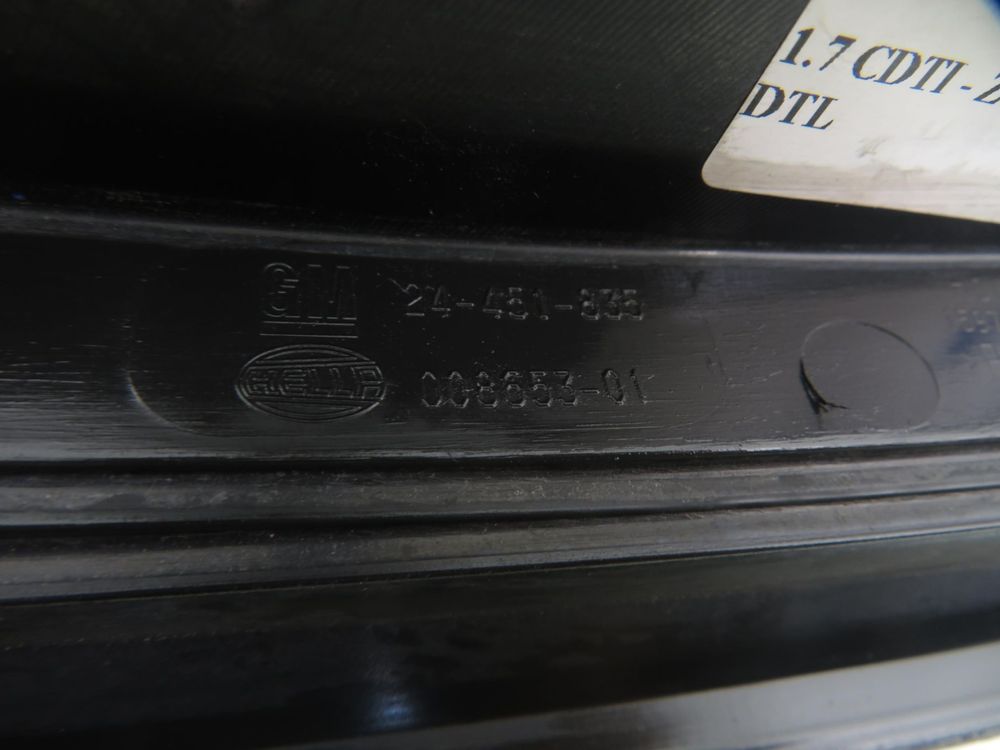 1.7 CDTI - Z
DTL
GM 24-451-835
HELLA 008653-01